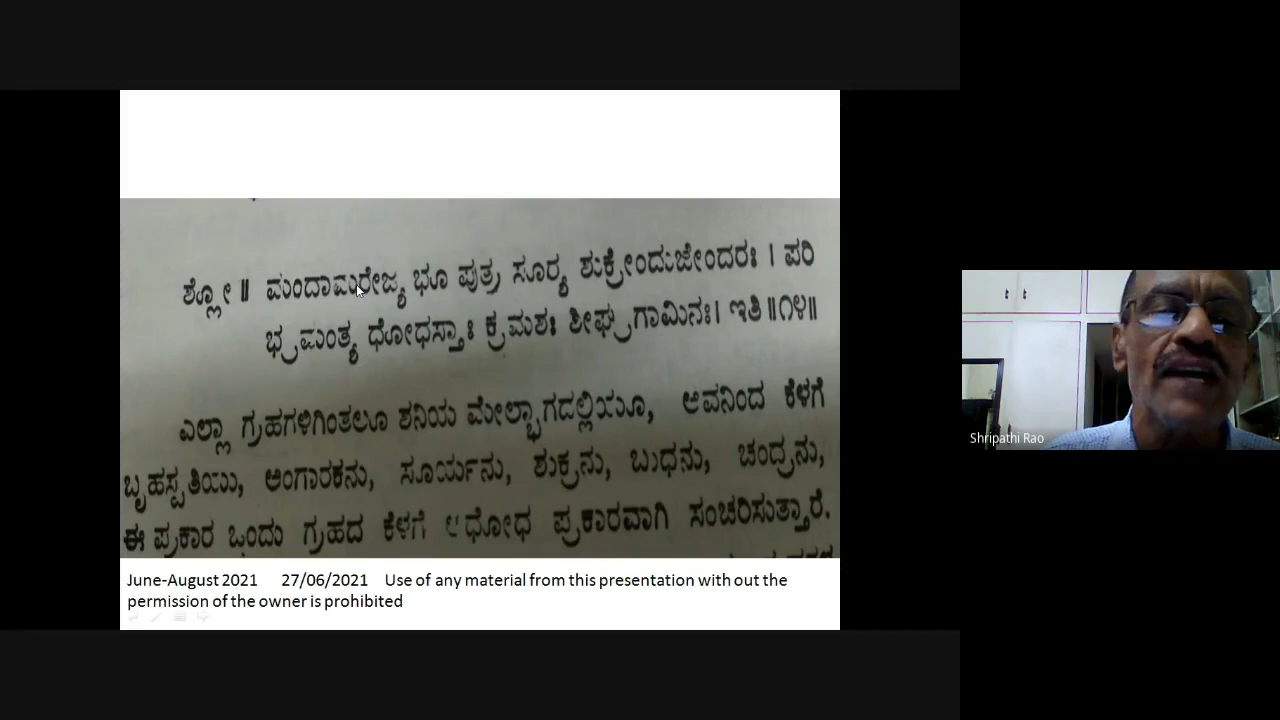 ಶ್ಲೋ ॥ ಮಂದಾಮರೇಜ್ಯ ಭೂ ಪುತ್ರ ಸೂರ್‍ಯ ಶುಕ್ರೇಂದುಜೇಂದರಃ । ಪರಿ
ಭ್ರಮಂತ್ಯ ಧೋಧಸ್ತಾಃ ಕ್ರಮಶಃ ಶೀಘ್ರಗಾಮಿನಃ। ಇತಿ॥೧೪॥
ಎಲ್ಲಾ ಗ್ರಹಗಳಿಗಿಂತಲೂ ಶನಿಯ ಮೇಲ್ಭಾಗದಲ್ಲಿಯೂ, ಅವನಿಂದ ಕೆಳಗೆ
ಬೃಹಸ್ಪತಿಯು, ಅಂಗಾರಕನು, ಸೂರ್ಯನು, ಶುಕ್ರನು, ಬುಧನು, ಚಂದ್ರನು,
ಈ ಪ್ರಕಾರ ಒಂದು ಗ್ರಹದ ಕೆಳಗೆ ಪ್ರಕಾರವಾಗಿ ಸಂಚರಿಸುತ್ತಾರೆ.
June-August 2021 27/06/2021 Use of any material from this presentation with out the
permission of the owner is prohibited
Shripathi Rao